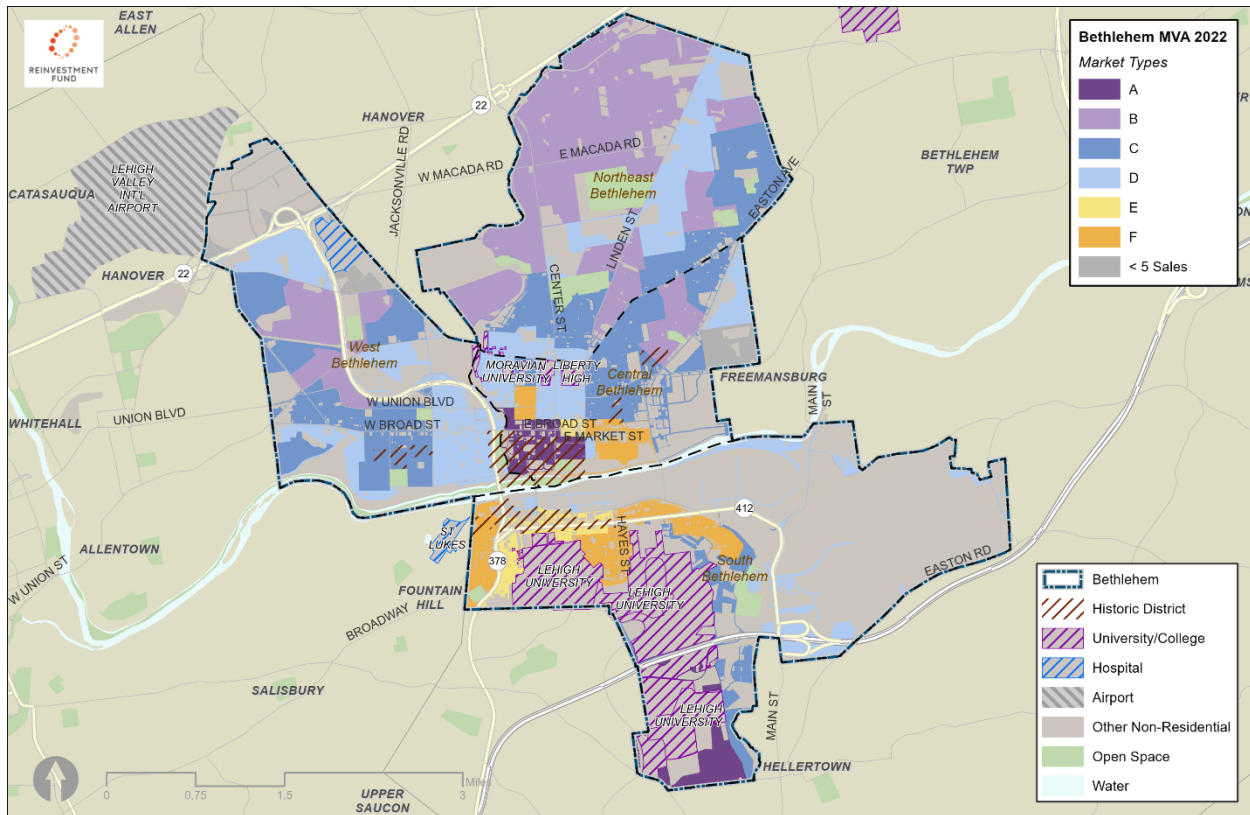 EAST
ALLEN
REINVESTMENT
FUND
22
HANOVER
JACKSONVILLE RD
W MACADA RD
E MACADA RD
BETHLEHEM
TWP
LEHIGH
VALLEY
INT'L
AIRPORT
CATASAUQUA
Northeast
Bethlehem
EASTON AVE
LINDEN ST
HANOVER
22
CENTER ST
West
Bethlehem
MORAVIAN
UNIVERSITY
LIBERTY
HIGH
Central
Bethlehem
FREEMANSBURG
MAIN
ST
W UNION BLVD
UNION BLVD
WHITEHALL
W BROAD ST
E BROAD ST
E MARKET ST
412
HAYES ST
ST
LUKES
ALLENTOWN
W UNION ST
378
LEHIGH
UNIVERSITY
LEHIGH
UNIVERSITY
South
Bethlehem
EASTON RD
FOUNTAIN
HILL
BROADWAY
SALISBURY
LEHIGH
UNIVERSITY
MAIN ST
HELLERTOWN
UPPER
SAUCON
Miles
0 0.75 1.5 3
Bethlehem MVA 2022
Market Types
A
B
C
D
E
F
< 5 Sales
Bethlehem
Historic District
University/College
Hospital
Airport
Other Non-Residential
Open Space
Water